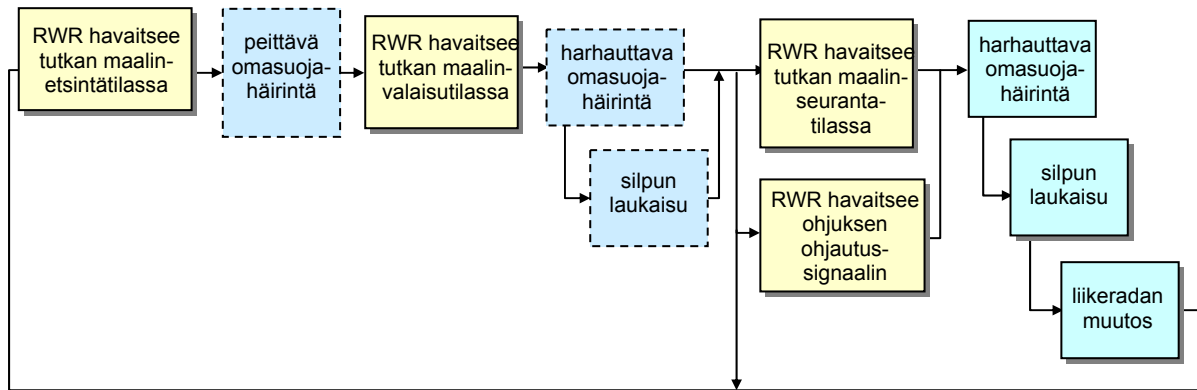 RWR havaitsee
tutkan maalin-
etsintätilassa
peittävä
omasuoja-
häirintä
RWR havaitsee
tutkan maalin-
valaisutilassa
harhauttava
omasuoja-
häirintä
silpun
laukaisu
RWR havaitsee
tutkan maalin-
seuranta-
tilassa
RWR havaitsee
ohjuksen
ohjautus-
signaalin
harhauttava
omasuoja-
häirintä
silpun
laukaisu
liikeradan
muutos